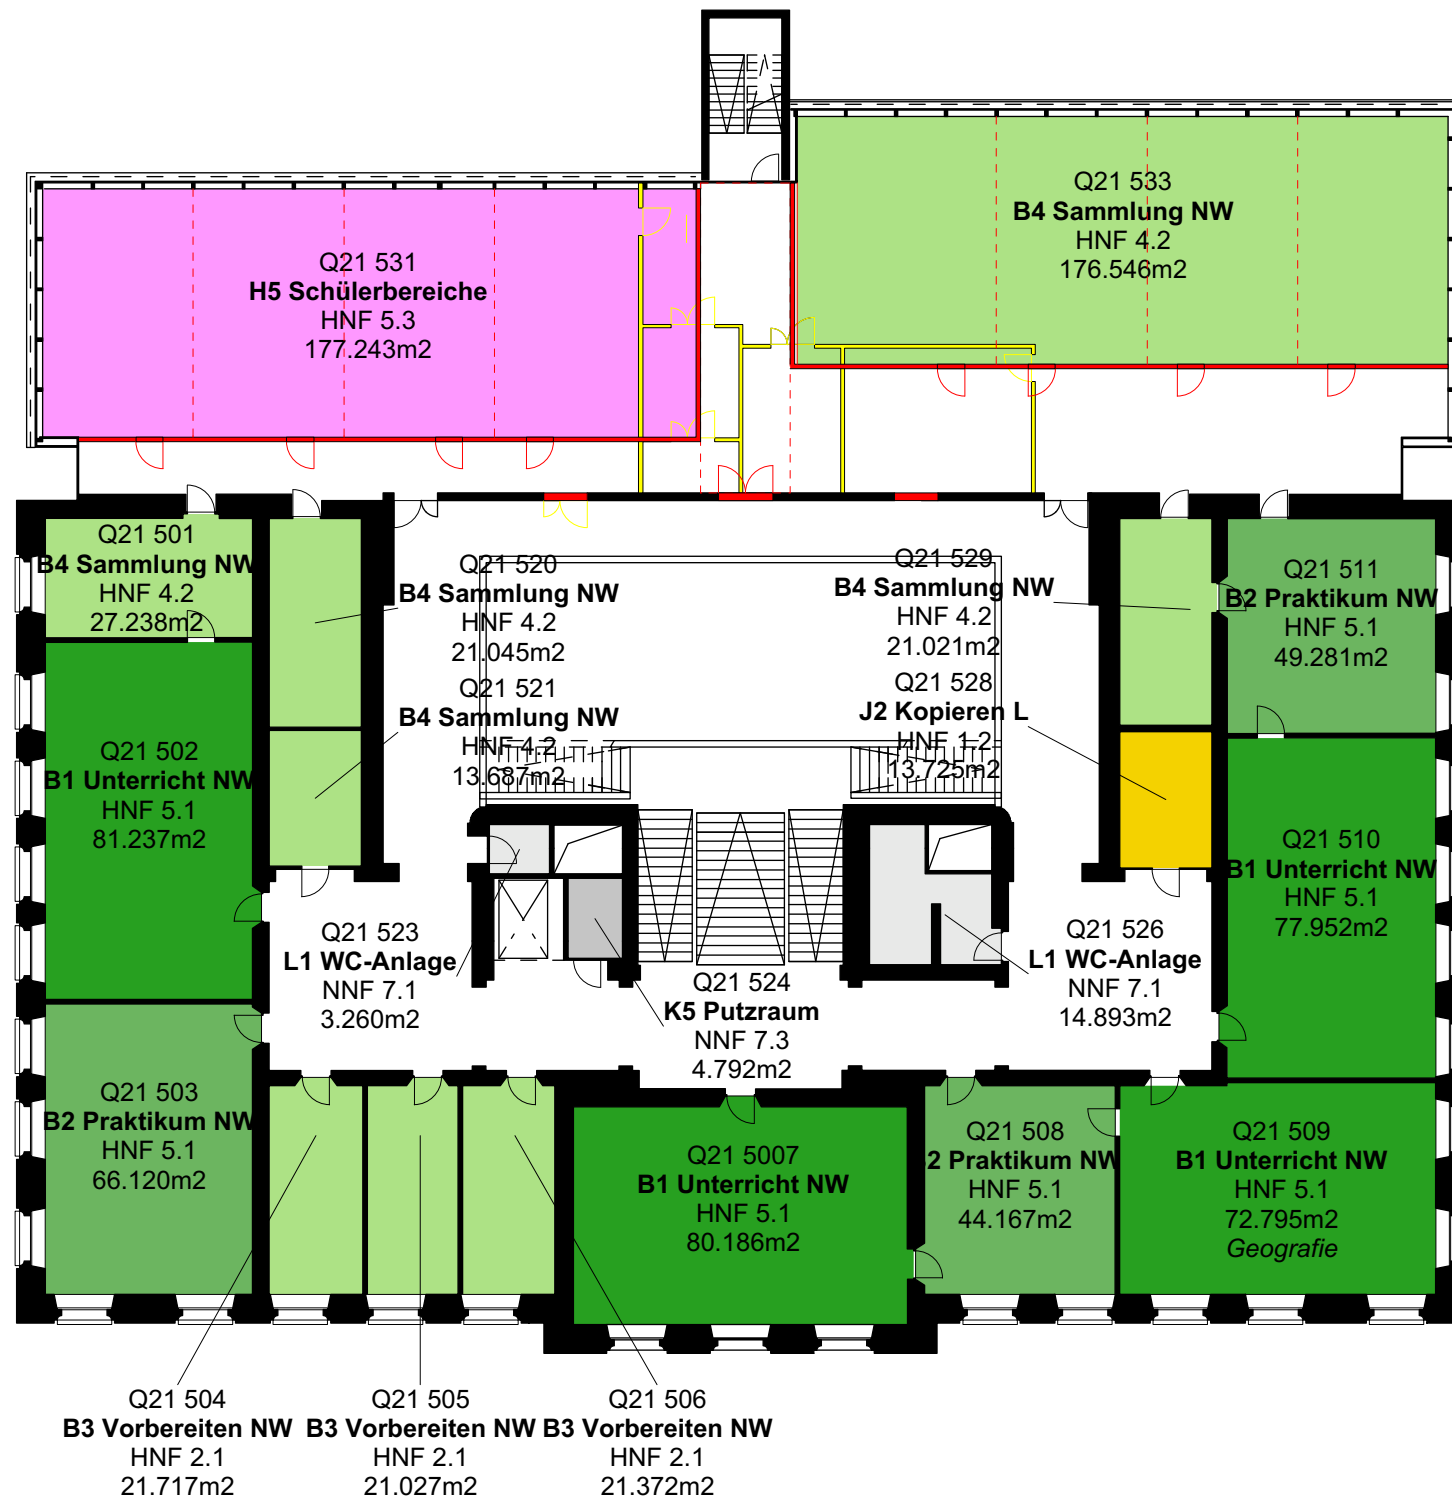 Q21 533
B4 Sammlung NW
HNF 4.2
176.546m2
Q21 531
H5 Schülerbereiche
HNF 5.3
177.243m2
Q21 501
B4 Sammlung NW
HNF 4.2
27.238m2
Q21 520
B4 Sammlung NW
HNF 4.2
21.045m2
Q21 529
B4 Sammlung NW
HNF 4.2
21.021m2
Q21 511
B2 Praktikum NW
HNF 5.1
49.281m2
Q21 521
B4 Sammlung NW
HNF 4.2
13.687m2
Q21 528
J2 Kopieren L
HNF 1.2
13.725m2
Q21 502
B1 Unterricht NW
HNF 5.1
81.237m2
Q21 510
B1 Unterricht NW
HNF 5.1
77.952m2
Q21 523
L1 WC-Anlage
NNF 7.1
3.260m2
Q21 524
K5 Putzraum
NNF 7.3
4.792m2
Q21 526
L1 WC-Anlage
NNF 7.1
14.893m2
Q21 503
B2 Praktikum NW
HNF 5.1
66.120m2
Q21 5007
B1 Unterricht NW
HNF 5.1
80.186m2
Q21 508
2 Praktikum NW
HNF 5.1
44.167m2
Q21 509
B1 Unterricht NW
HNF 5.1
72.795m2
Geografie
Q21 504
B3 Vorbereiten NW
HNF 2.1
21.717m2
Q21 505
B3 Vorbereiten NW
HNF 2.1
21.027m2
Q21 506
B3 Vorbereiten NW
HNF 2.1
21.372m2